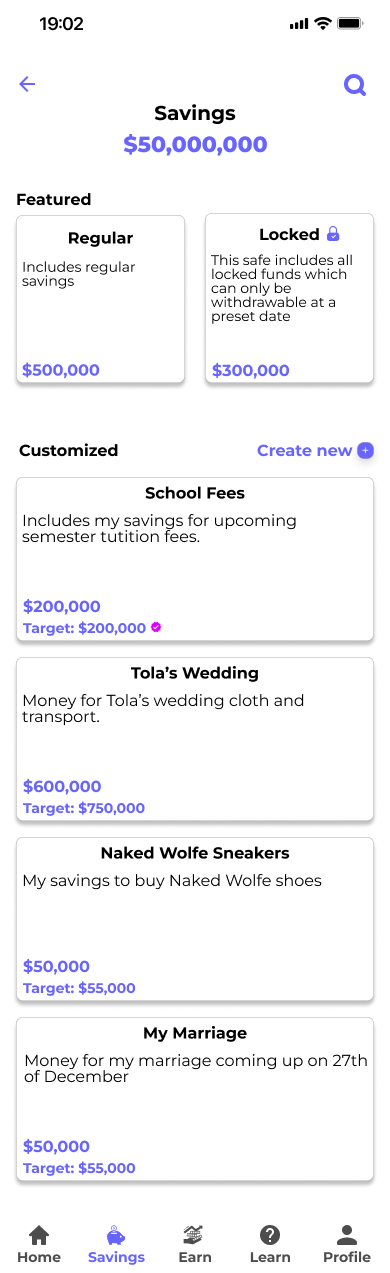 19:02
Savings
$50,000,000
Featured
Regular
Includes regular
savings
$500,000
Locked
This safe includes all
locked funds which
can only be
withdrawable at a
preset date
$300,000
Customized
Create new +
School Fees
Includes my savings for upcoming
semester tutition fees.
$200,000
Target: $200,000
Tola’s Wedding
Money for Tola’s wedding cloth and
transport.
$600,000
Target: $750,000
Naked Wolfe Sneakers
My savings to buy Naked Wolfe shoes
$50,000
Target: $55,000
My Marriage
Money for my marriage coming up on 27th
of December
$50,000
Target: $55,000
Home
Savings
Earn
Learn
Profile